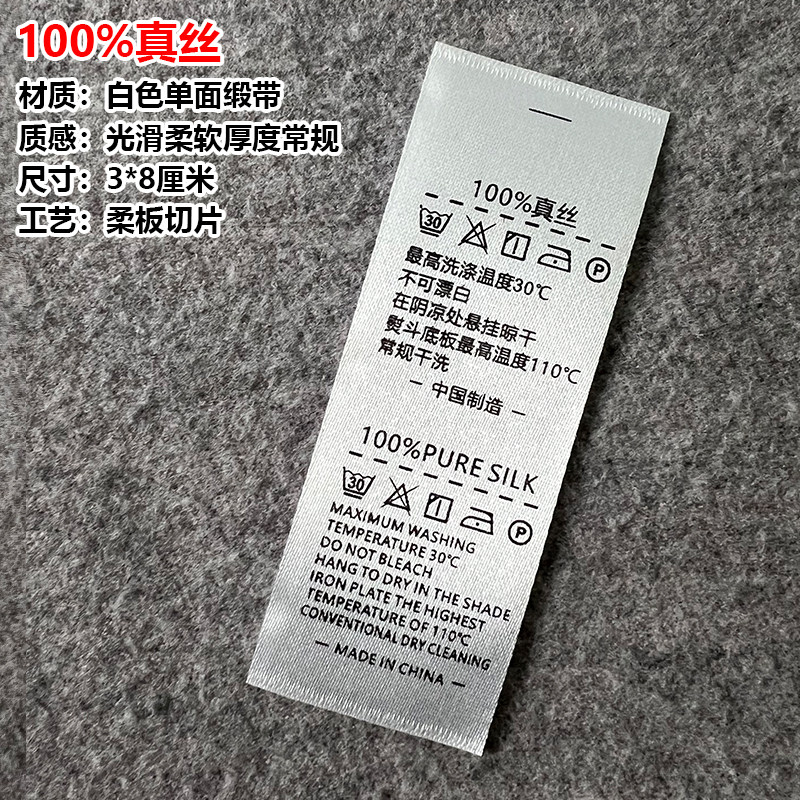 100%真丝
材质：白色单面缎带
质感：光滑柔软厚度常规
尺寸：3*8厘米
工艺：柔板切片
100%真丝
30 P
最高洗涤温度30℃
不可漂白
在阴凉处悬挂晾干
熨斗底板最高温度110℃
常规干洗
— 中国制造 —
100%PURE SILK
30 P
MAXIMUM WASHING
TEMPERATURE 30℃
DO NOT BLEACH
HANG TO DRY IN THE SHADE
IRON PLATE THE HIGHEST
TEMPERATURE OF 110℃
CONVENTIONAL DRY CLEANING
— MADE IN CHINA —